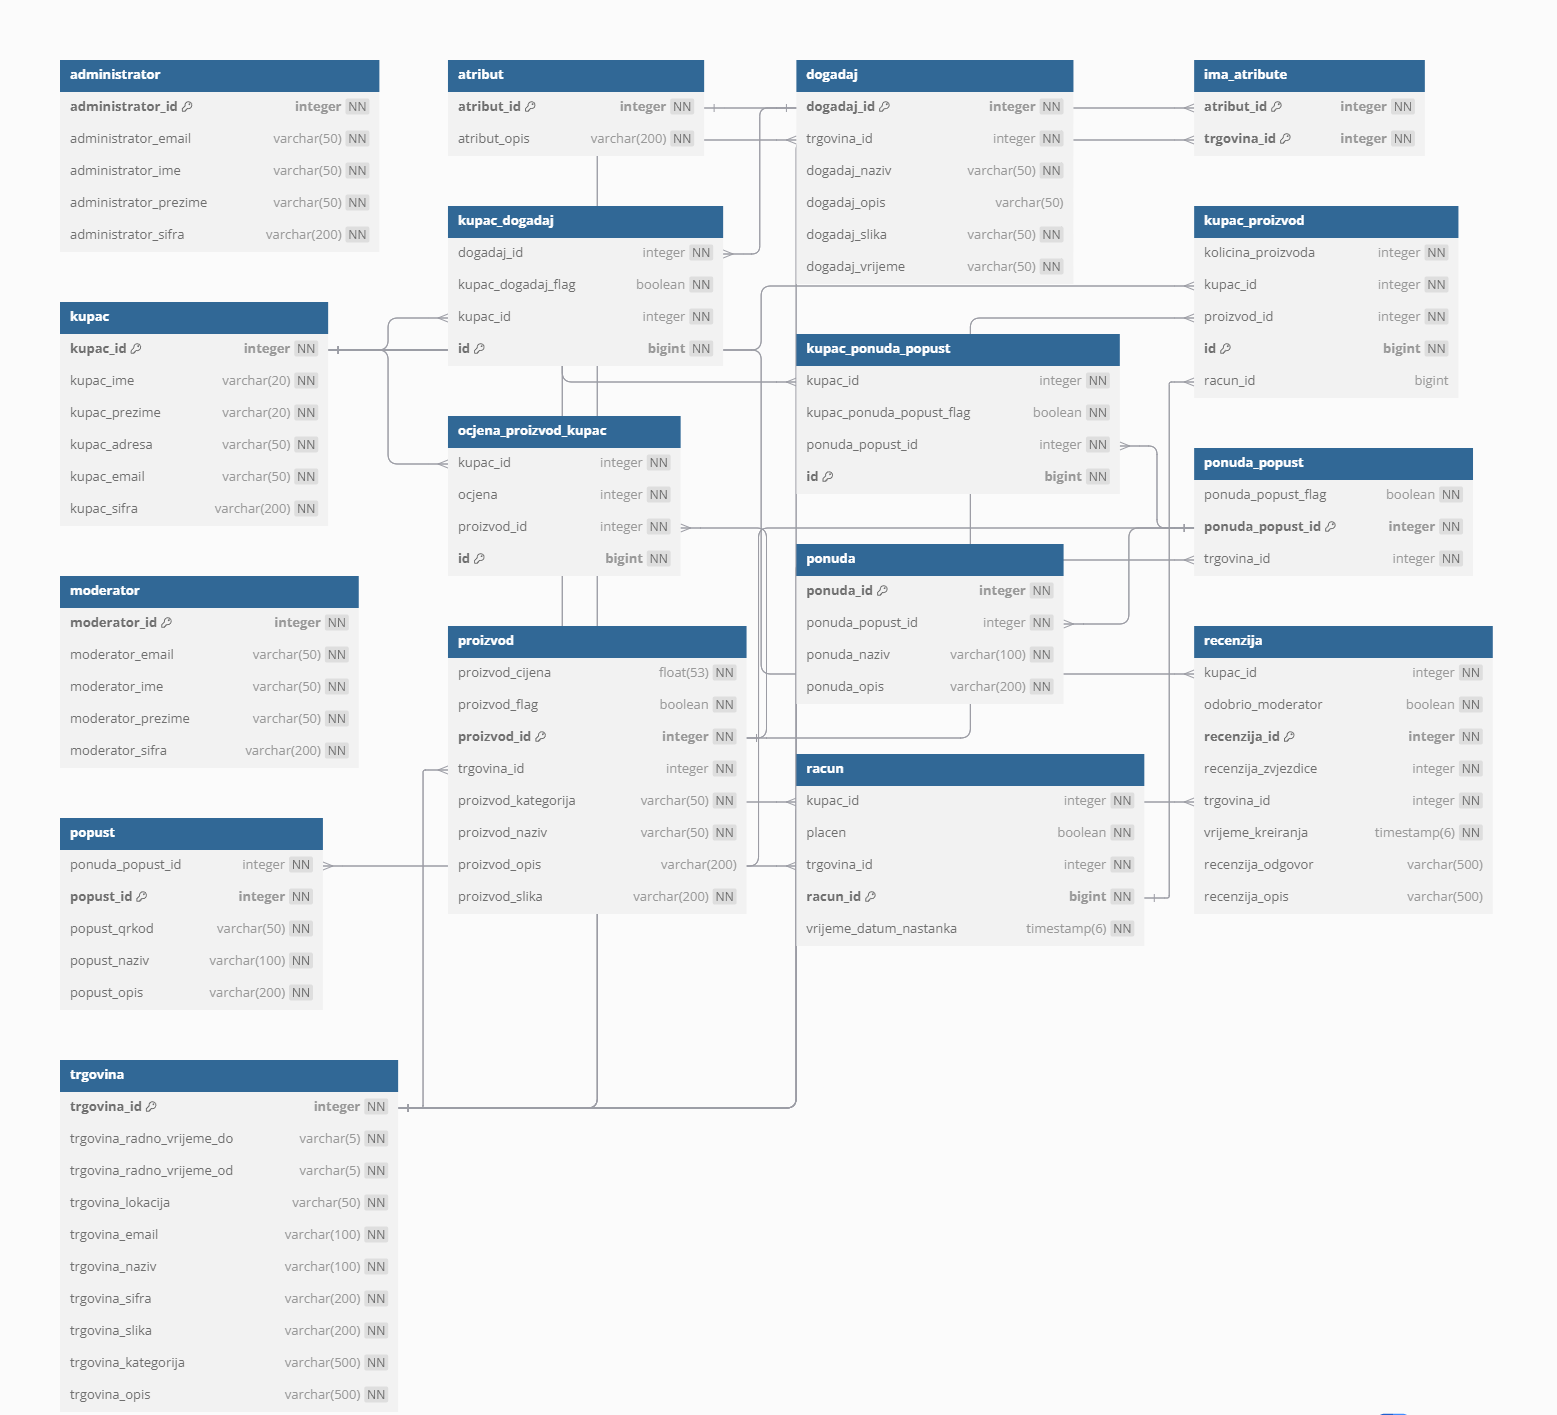 administrator
administrator_id integer NN
administrator_email varchar(50) NN
administrator_ime varchar(50) NN
administrator_prezime varchar(50) NN
administrator_sifra varchar(200) NN
kupac
kupac_id integer NN
kupac_ime varchar(20) NN
kupac_prezime varchar(20) NN
kupac_adresa varchar(50) NN
kupac_email varchar(50) NN
kupac_sifra varchar(200) NN
moderator
moderator_id integer NN
moderator_email varchar(50) NN
moderator_ime varchar(50) NN
moderator_prezime varchar(50) NN
moderator_sifra varchar(200) NN
popust
ponuda_popust_id integer NN
popust_id integer NN
popust_qrkod varchar(50) NN
popust_naziv varchar(100) NN
popust_opis varchar(200) NN
trgovina
trgovina_id integer NN
trgovina_radno_vrijeme_do varchar(5) NN
trgovina_radno_vrijeme_od varchar(5) NN
trgovina_lokacija varchar(50) NN
trgovina_email varchar(100) NN
trgovina_naziv varchar(100) NN
trgovina_sifra varchar(200) NN
trgovina_slika varchar(200) NN
trgovina_kategorija varchar(500) NN
trgovina_opis varchar(500) NN
atribut
atribut_id integer NN
atribut_opis varchar(200) NN
kupac_dogadaj
dogadaj_id integer NN
kupac_dogadaj_flag boolean NN
kupac_id integer NN
id bigint NN
ocjena_proizvod_kupac
kupac_id integer NN
ocjena integer NN
proizvod_id integer NN
id bigint NN
proizvod
proizvod_cijena float(53) NN
proizvod_flag boolean NN
proizvod_id integer NN
trgovina_id integer NN
proizvod_kategorija varchar(50) NN
proizvod_naziv varchar(50) NN
proizvod_opis varchar(200)
proizvod_slika varchar(200) NN
dogadaj
dogadaj_id integer NN
trgovina_id integer NN
dogadaj_naziv varchar(50) NN
dogadaj_opis varchar(50)
dogadaj_slika varchar(50) NN
dogadaj_vrijeme varchar(50) NN
kupac_ponuda_popust
kupac_id integer NN
kupac_ponuda_popust_flag boolean NN
ponuda_popust_id integer NN
id bigint NN
ponuda
ponuda_id integer NN
ponuda_popust_id integer NN
ponuda_naziv varchar(100) NN
ponuda_opis varchar(200) NN
racun
kupac_id integer NN
placen boolean NN
trgovina_id integer NN
racun_id bigint NN
vrijeme_datum_nastanka timestamp(6) NN
ima_atribute
atribut_id integer NN
trgovina_id integer NN
kupac_proizvod
kolicina_proizvoda integer NN
kupac_id integer NN
proizvod_id integer NN
id bigint NN
racun_id bigint
ponuda_popust
ponuda_popust_flag boolean NN
ponuda_popust_id integer NN
trgovina_id integer NN
recenzija
kupac_id integer NN
odobrio_moderator boolean NN
recenzija_id integer NN
recenzija_zvjezdice integer NN
trgovina_id integer NN
vrijeme_kreiranja timestamp(6) NN
recenzija_odgovor varchar(500)
recenzija_opis varchar(500)